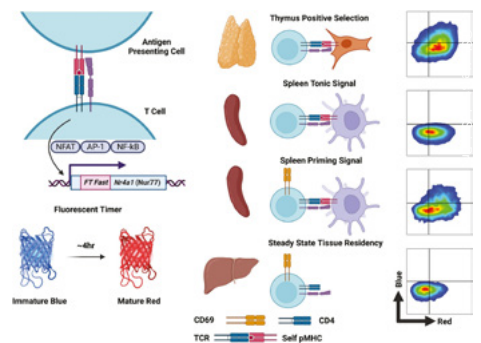 Antigen
Presenting Cell
T Cell
NFAT AP-1 NF-kB
FT Fast Nr4a1 (Nur77)
Fluorescent Timer
~4hr
Immature Blue
Mature Red
Thymus Positive Selection
Spleen Tonic Signal
Spleen Priming Signal
Steady State Tissue Residency
CD69
CD4
TCR
Self pMHC
Blue
Red